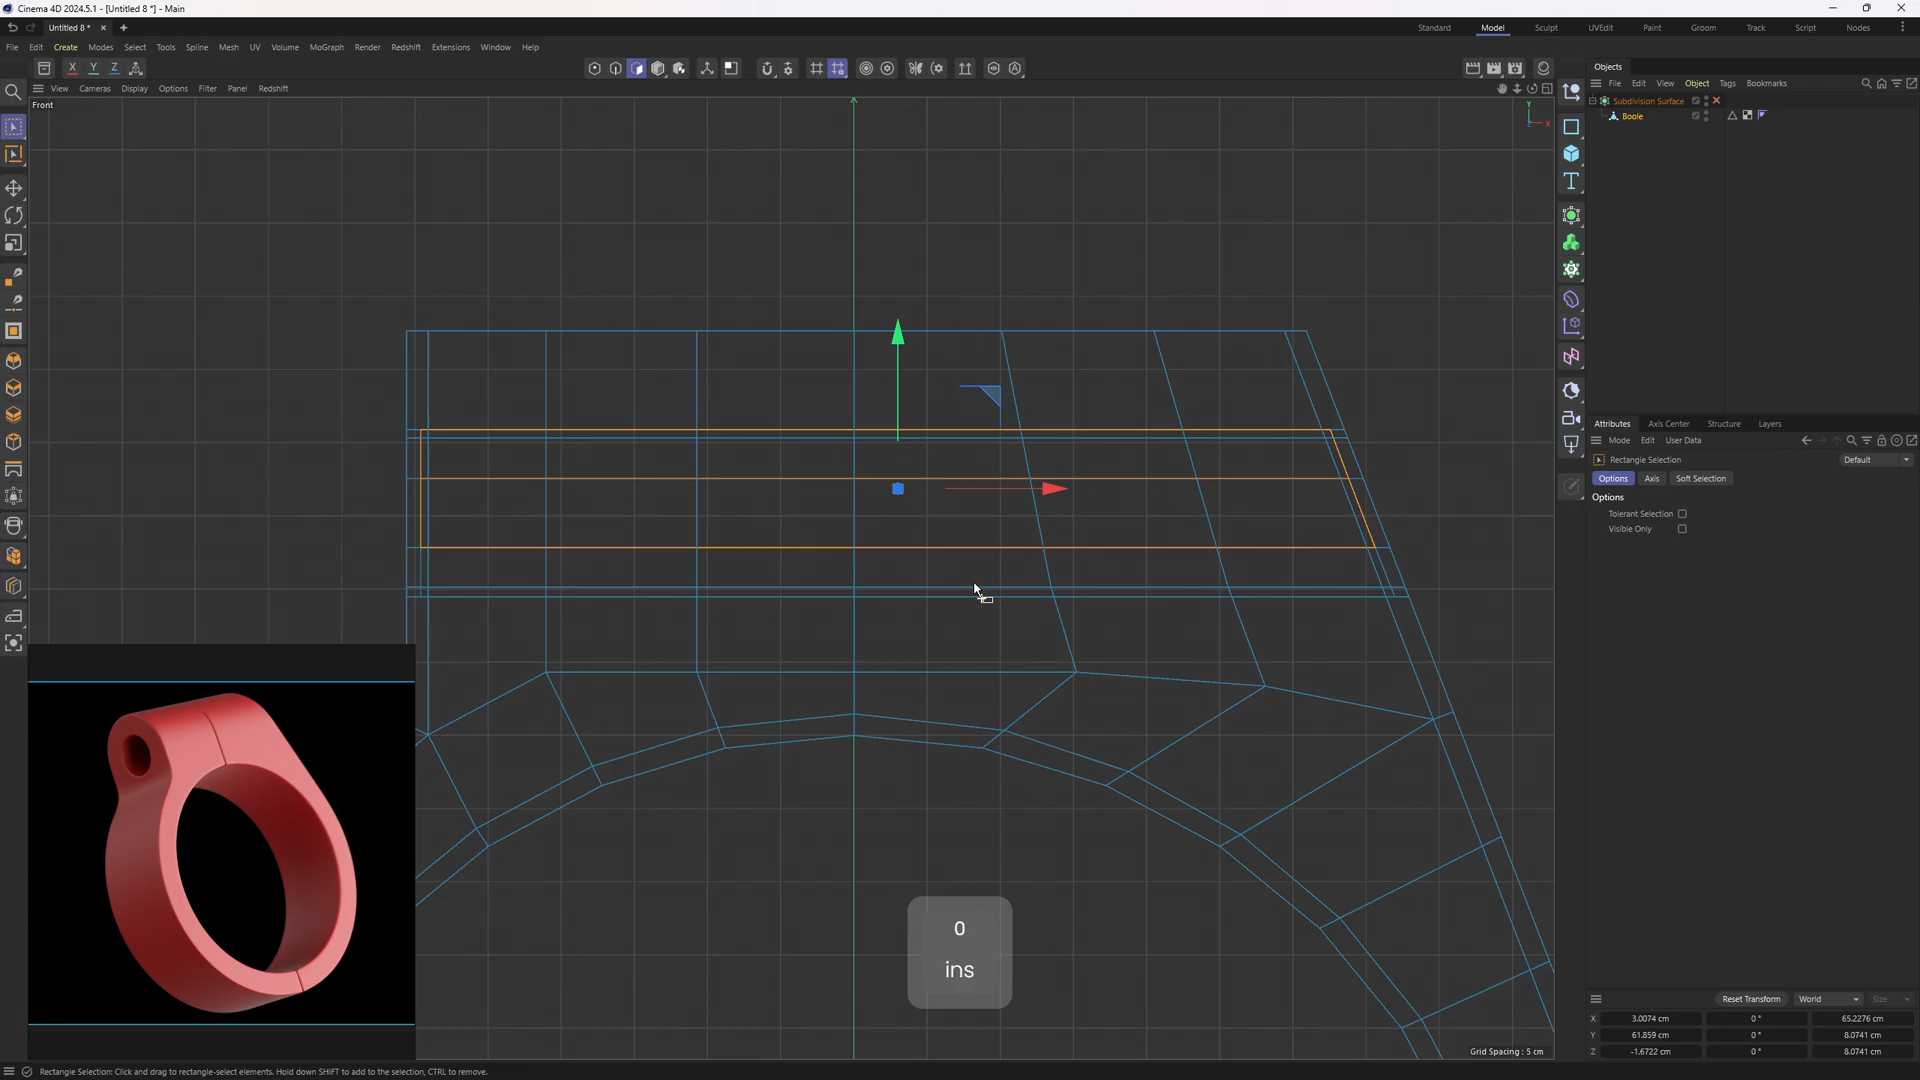 Cinema 4D 2024.5.1 - [Untitled 8 *] - Main
Untitled 8 *
Standard Model Sculpt UVEdit Paint Groom Track Script Nodes
File Edit Create Modes Select Tools Spline Mesh UV Volume MoGraph Render Redshift Extensions Window Help
X Y Z
View Cameras Display Options Filter Panel Redshift
Front
Y
X
Z
0
ins
Grid Spacing : 5 cm
Objects
File Edit View Object Tags Bookmarks
Subdivision Surface
Boole
Attributes Axis Center Structure Layers
Mode Edit User Data
Rectangle Selection Default
Options Axis Soft Selection
Options
Tolerant Selection
Visible Only
Reset Transform World Size
X 3.0074 cm 0 ° 65.2276 cm
Y 61.859 cm 0 ° 8.0741 cm
Z -1.6722 cm 0 ° 8.0741 cm
Rectangle Selection: Click and drag to rectangle-select elements. Hold down SHIFT to add to the selection, CTRL to remove.